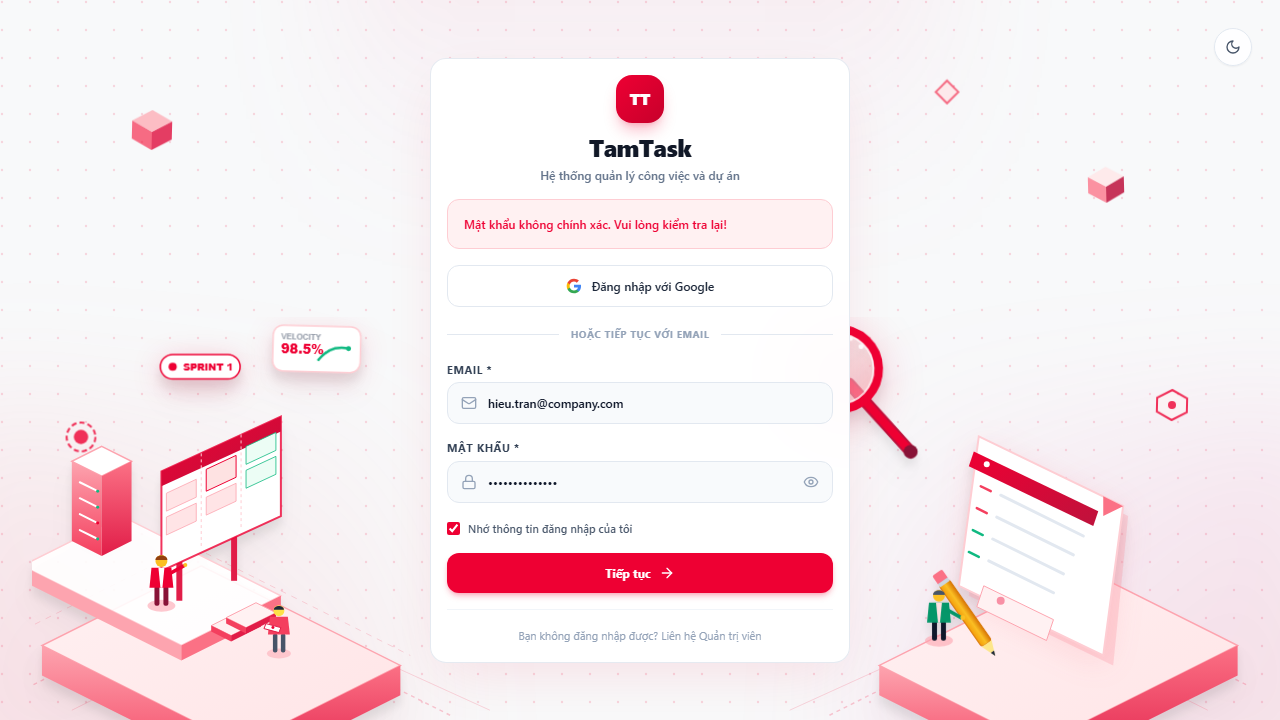 TT
TamTask
Hệ thống quản lý công việc và dự án
Mật khẩu không chính xác. Vui lòng kiểm tra lại!
Đăng nhập với Google
HOẶC TIẾP TỤC VỚI EMAIL
EMAIL *
hieu.tran@company.com
MẬT KHẨU *
••••••••••••••
Nhớ thông tin đăng nhập của tôi
Tiếp tục
Bạn không đăng nhập được? Liên hệ Quản trị viên
VELOCITY
98.5%
SPRINT 1